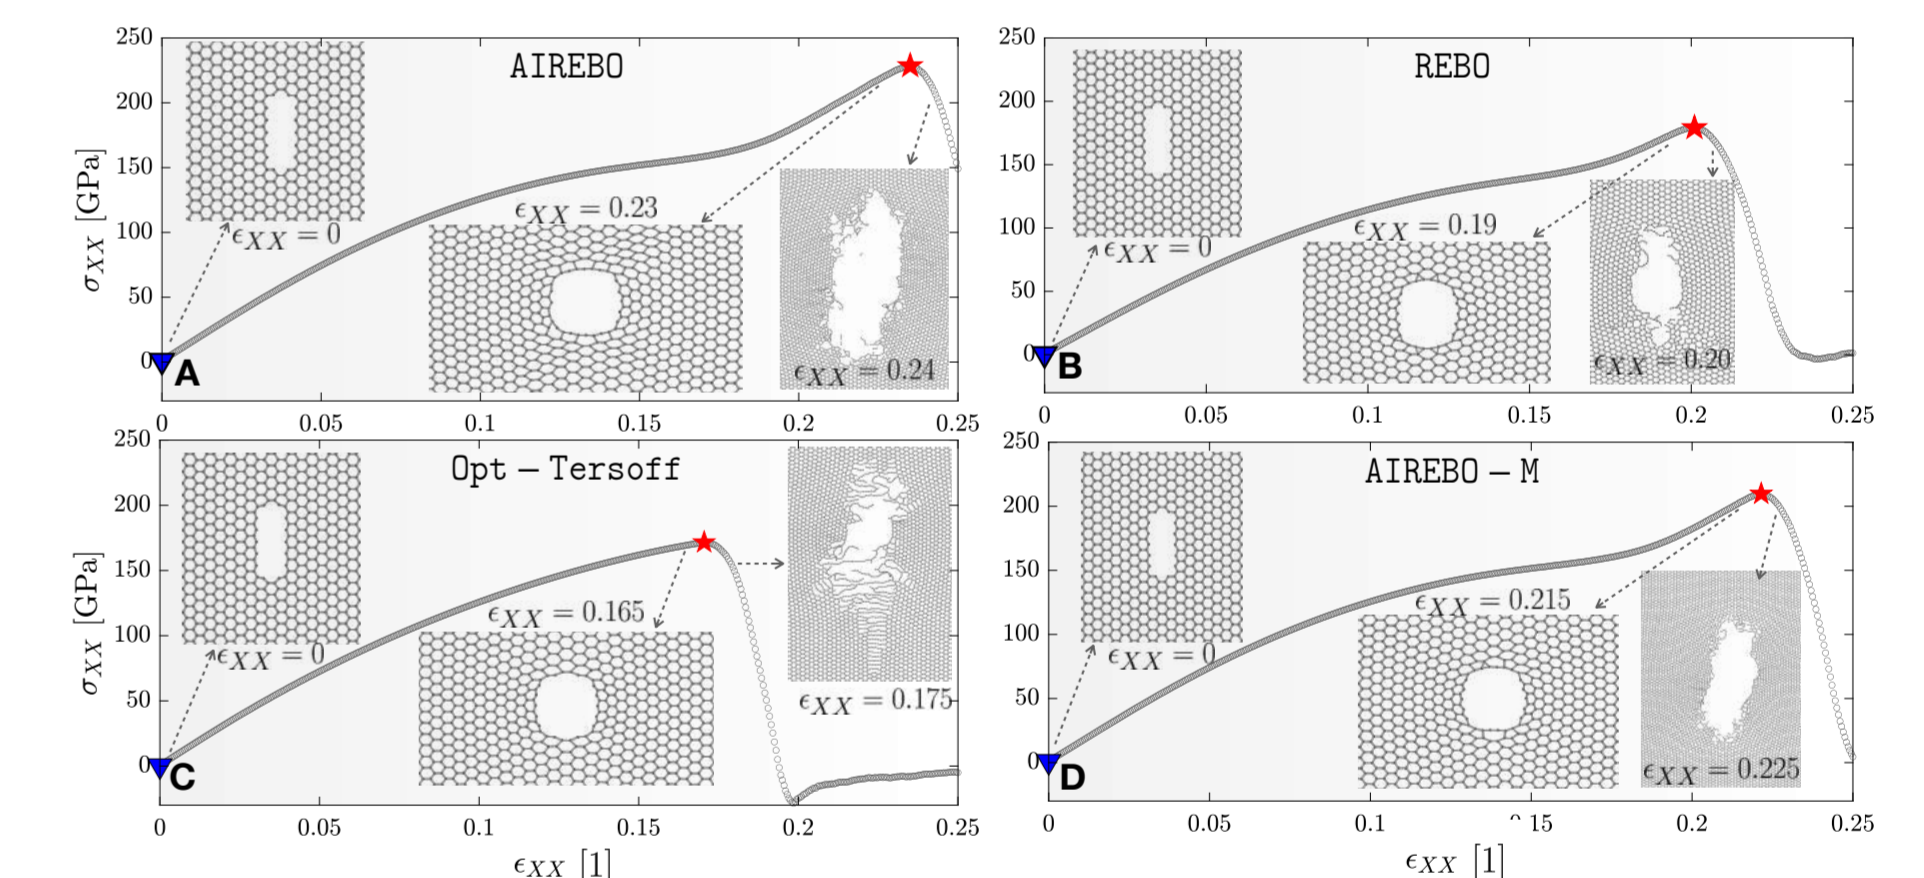 AIREBO
σXX [GPa]
250
200
150
100
50
0
ϵXX = 0
ϵXX = 0.23
ϵXX = 0.24
A
0 0.05 0.1 0.15 0.2 0.25
REBO
250
200
150
100
50
0
ϵXX = 0
ϵXX = 0.19
ϵXX = 0.20
B
0 0.05 0.1 0.15 0.2 0.25
Opt – Tersoff
σXX [GPa]
250
200
150
100
50
0
ϵXX = 0
ϵXX = 0.165
ϵXX = 0.175
C
0 0.05 0.1 0.15 0.2 0.25
ϵXX [1]
AIREBO – M
250
200
150
100
50
0
ϵXX = 0
ϵXX = 0.215
ϵXX = 0.225
D
0 0.05 0.1 0.15 0.2 0.25
ϵXX [1]